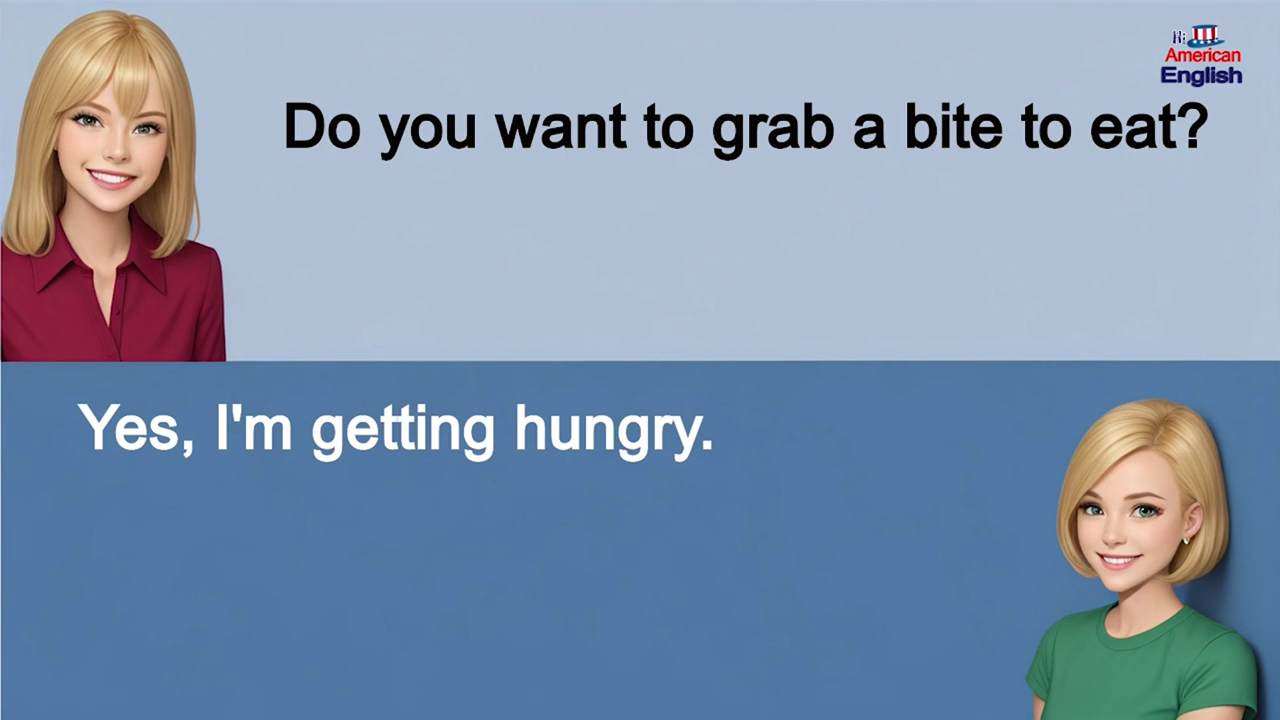 Hi
American
English
Do you want to grab a bite to eat?
Yes, I'm getting hungry.